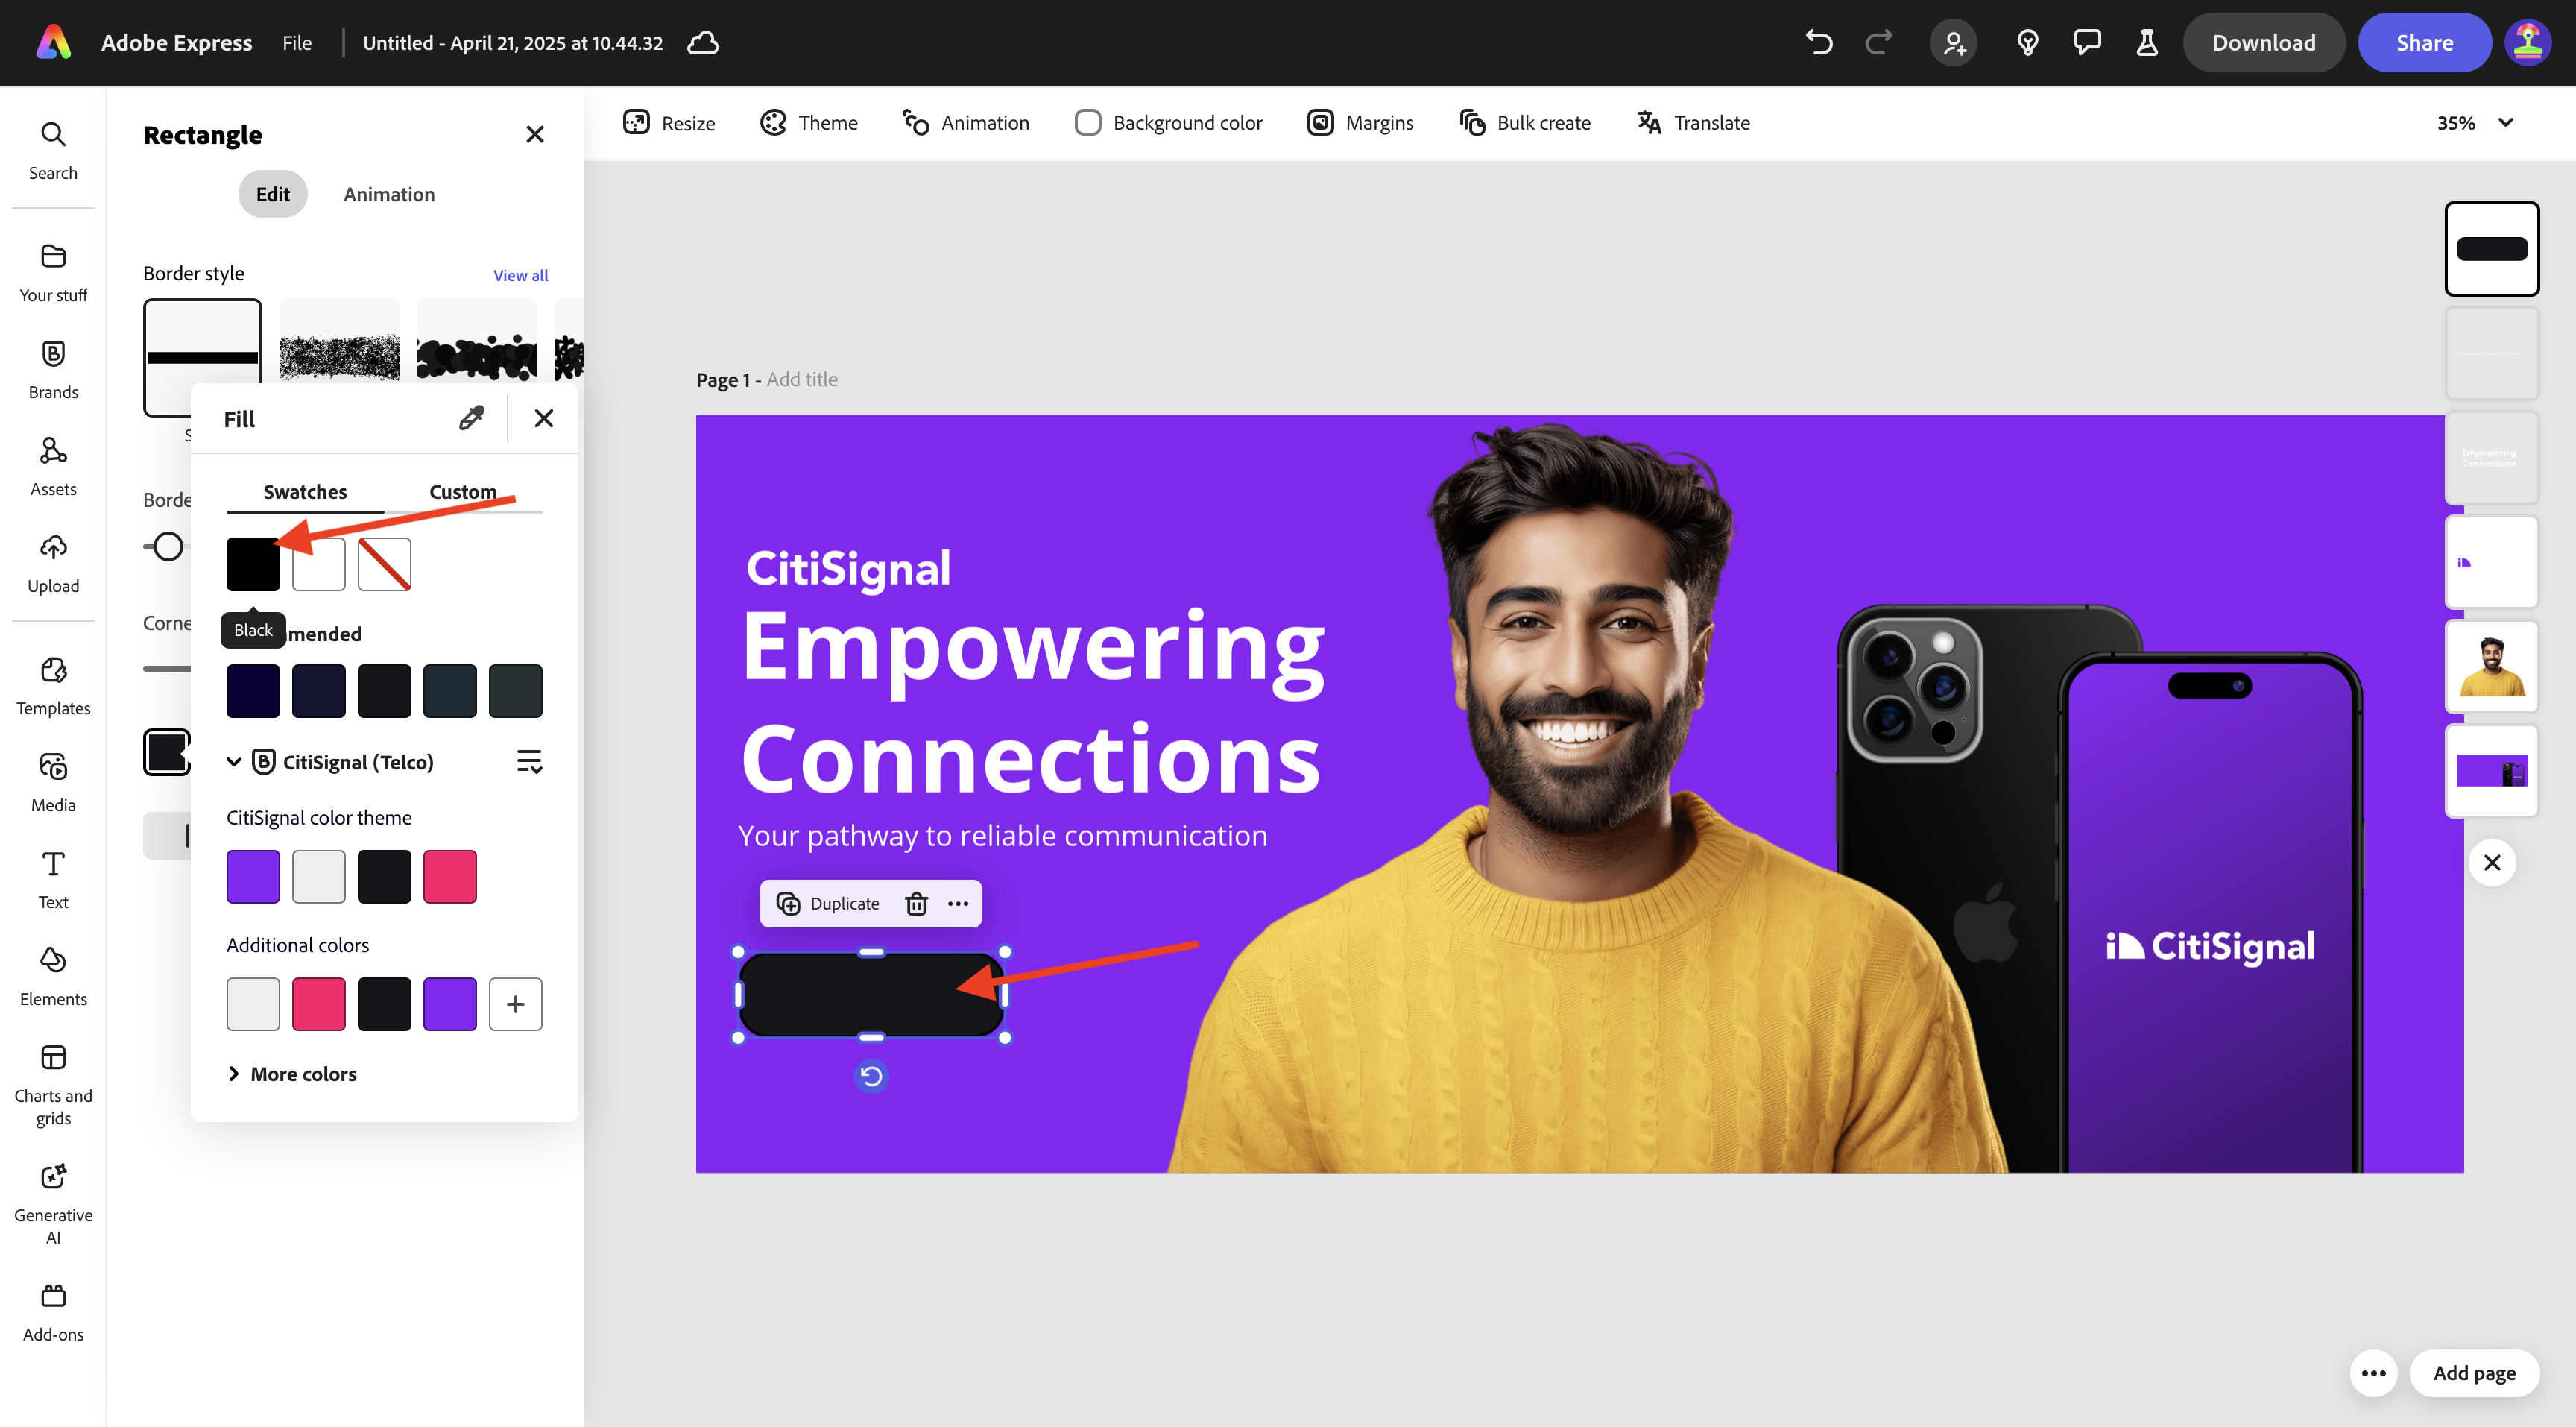 Adobe Express
File
Untitled - April 21, 2025 at 10.44.32
Download
Share
Search
Your stuff
Brands
Assets
Upload
Templates
Media
Text
Elements
Charts and
grids
Generative
AI
Add-ons
Rectangle
Edit
Animation
Border style
View all
S
Borde
Corne
Fill
Swatches
Custom
Black
mmended
CitiSignal (Telco)
CitiSignal color theme
Additional colors
More colors
Resize
Theme
Animation
Background color
Margins
Bulk create
Translate
35%
Page 1 - Add title
CitiSignal
Empowering
Connections
Your pathway to reliable communication
Duplicate
CitiSignal
Empowering
Connections
Add page